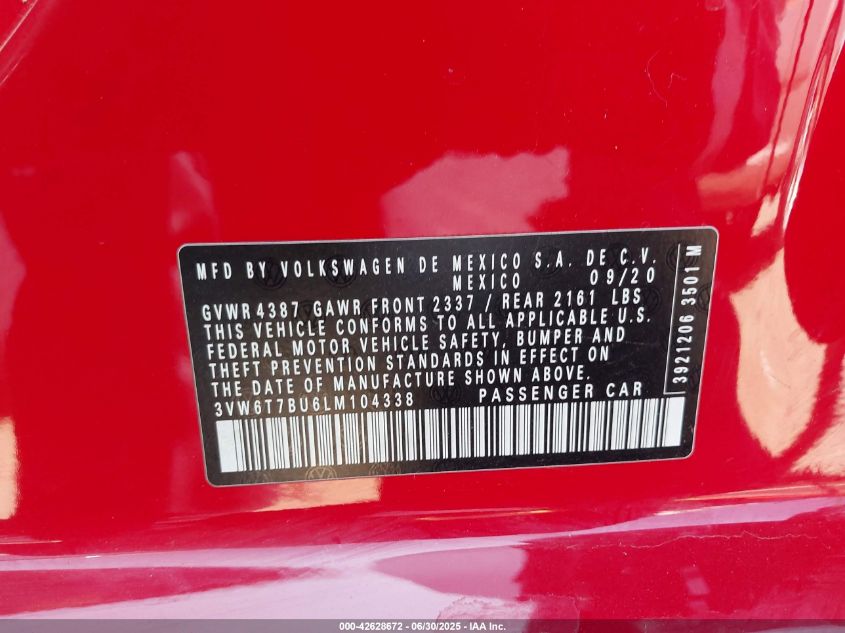 MFD BY VOLKSWAGEN DE MEXICO S.A. DE C.V.
MEXICO 09/20
GVWR 4387 GAWR FRONT 2337 / REAR 2161 LBS
THIS VEHICLE CONFORMS TO ALL APPLICABLE U.S.
FEDERAL MOTOR VEHICLE SAFETY, BUMPER AND
THEFT PREVENTION STANDARDS IN EFFECT ON
THE DATE OF MANUFACTURE SHOWN ABOVE.
3VW6T7BU6LM104338 PASSENGER CAR
3921206 3501 M
000-42628672 / 06/30/2025 - IAA Inc.